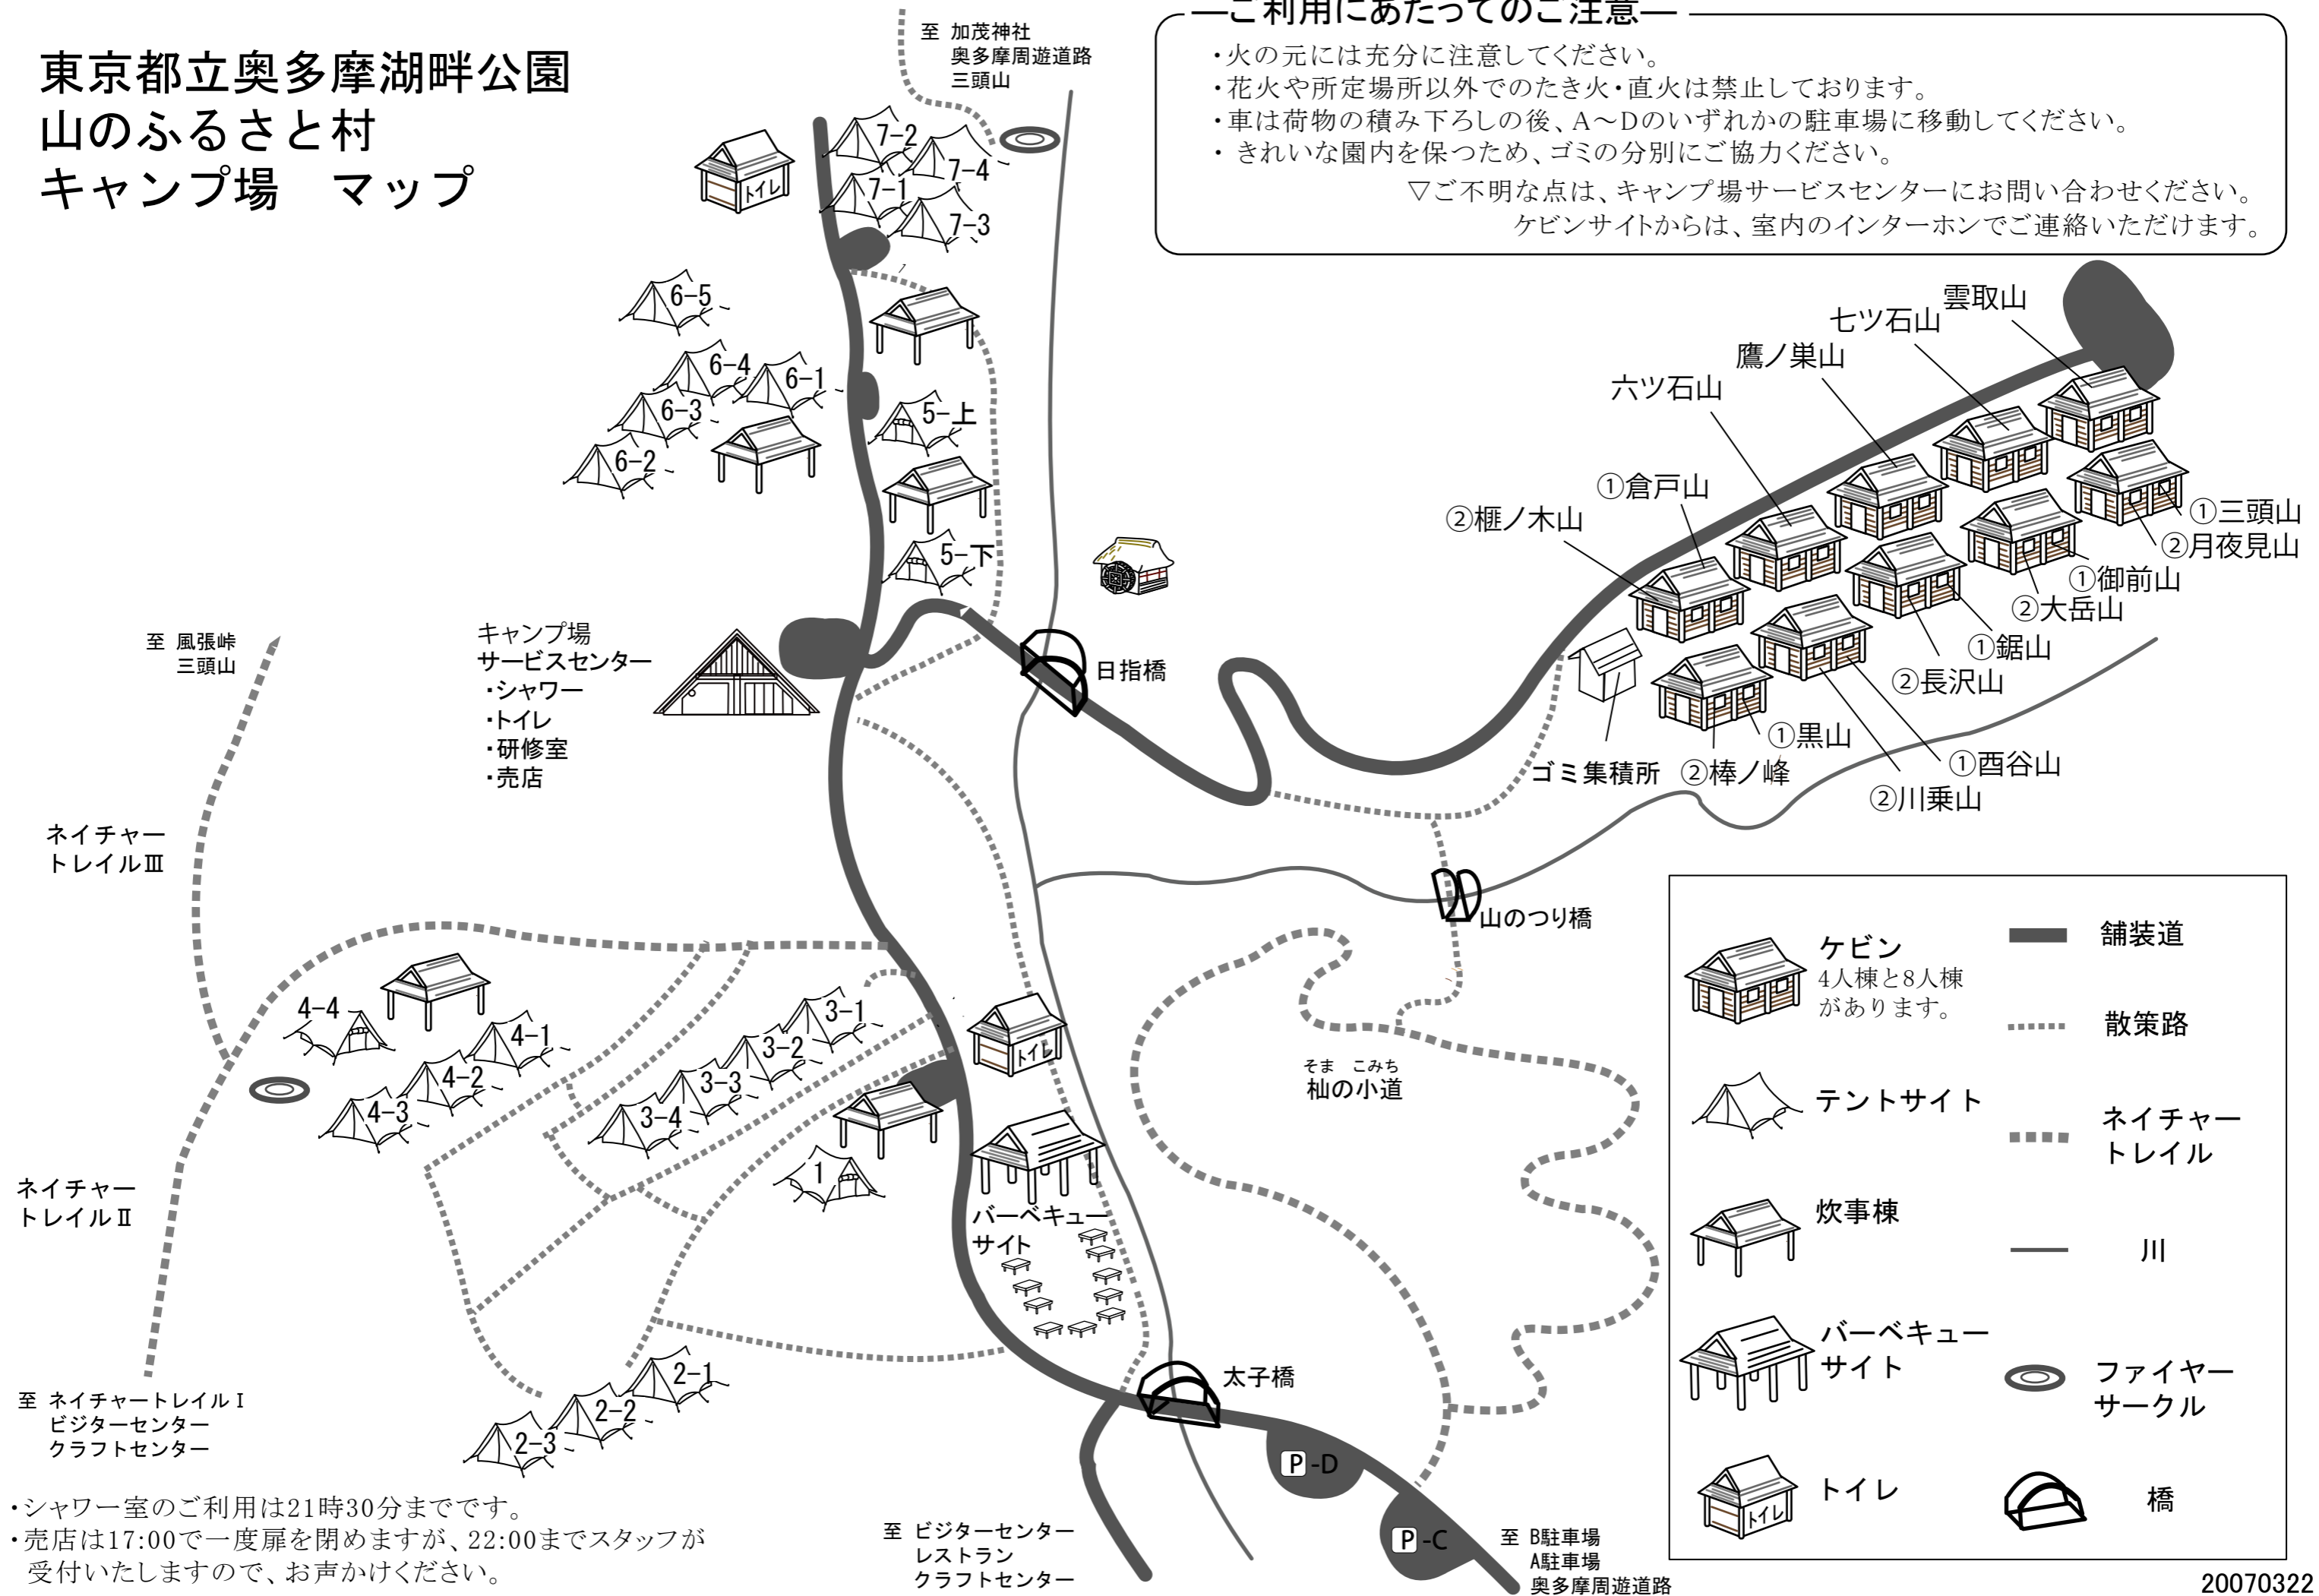 東京都立奥多摩湖畔公園
山のふるさと村
キャンプ場　マップ
―ご利用にあたってのご注意―
・火の元には充分に注意してください。
・花火や所定場所以外でのたき火・直火は禁止しております。
・車は荷物の積み下ろしの後、A～Dのいずれかの駐車場に移動してください。
・ きれいな園内を保つため、ゴミの分別にご協力ください。
▽ご不明な点は、キャンプ場サービスセンターにお問い合わせください。
ケビンサイトからは、室内のインターホンでご連絡いただけます。
至 加茂神社
奥多摩周遊道路
三頭山
トイレ
7-2
7-4
7-1
7-3
6-5
6-4
6-1
6-3
6-2
5-上
5-下
雲取山
七ツ石山
鷹ノ巣山
六ツ石山
①倉戸山
②榧ノ木山
①三頭山
②月夜見山
①御前山
②大岳山
①鋸山
②長沢山
①黒山
②棒ノ峰
①酉谷山
②川乗山
ゴミ集積所
至 風張峠
三頭山
キャンプ場
サービスセンター
・シャワー
・トイレ
・研修室
・売店
日指橋
ネイチャー
トレイルⅢ
山のつり橋
4-4
4-1
4-2
4-3
3-1
3-2
3-3
3-4
トイレ
1
そま　こみち
杣の小道
バーベキュー
サイト
ネイチャー
トレイルⅡ
太子橋
2-1
2-2
2-3
P-D
P-C
至 ネイチャートレイルⅠ
ビジターセンター
クラフトセンター
至 ビジターセンター
レストラン
クラフトセンター
至 B駐車場
A駐車場
奥多摩周遊道路
・シャワー室のご利用は21時30分までです。
・売店は17:00で一度扉を閉めますが、22:00までスタッフが
受付いたしますので、お声かけください。
ケビン
4人棟と8人棟
があります。
テントサイト
炊事棟
バーベキュー
サイト
トイレ
トイレ
舗装道
散策路
ネイチャー
トレイル
川
ファイヤー
サークル
橋
20070322